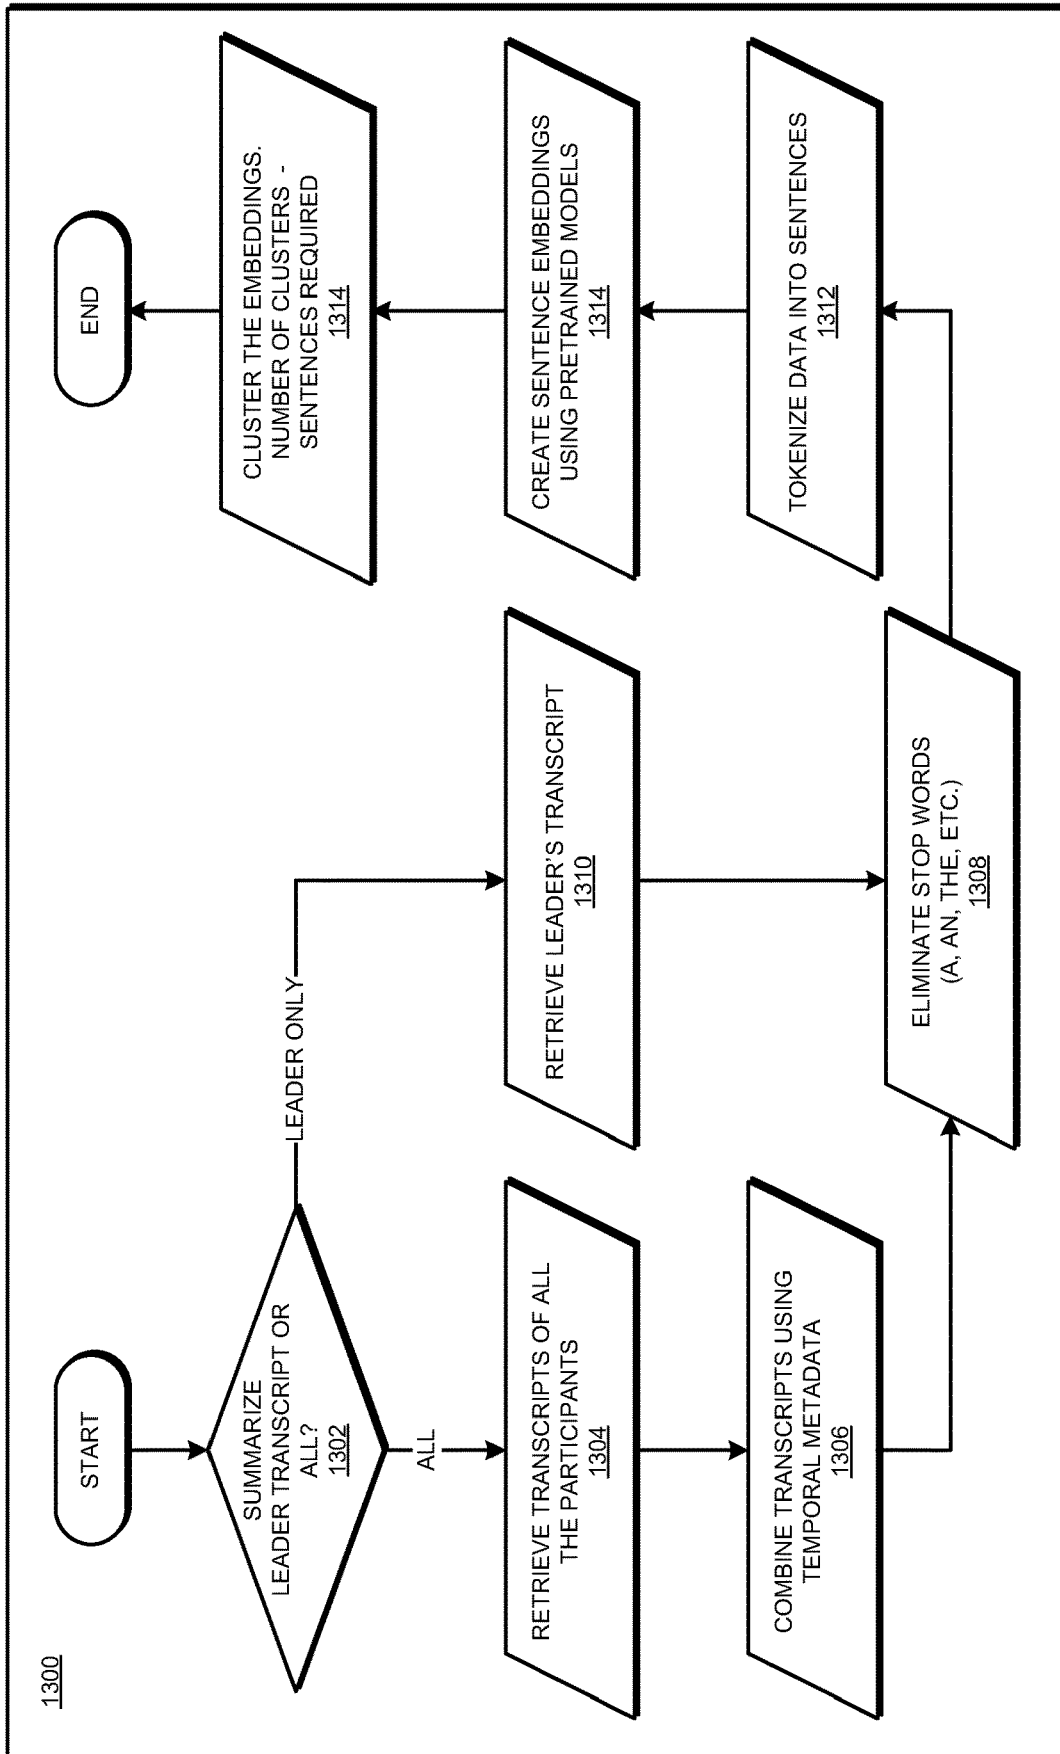 1300
START
SUMMARIZE
LEADER TRANSCRIPT OR
ALL?
1302
LEADER ONLY
ALL
RETRIEVE TRANSCRIPTS OF ALL
THE PARTICIPANTS
1304
COMBINE TRANSCRIPTS USING
TEMPORAL METADATA
1306
RETRIEVE LEADER'S TRANSCRIPT
1310
ELIMINATE STOP WORDS
(A, AN, THE, ETC.)
1308
TOKENIZE DATA INTO SENTENCES
1312
CREATE SENTENCE EMBEDDINGS
USING PRETRAINED MODELS
1314
CLUSTER THE EMBEDDINGS.
NUMBER OF CLUSTERS -
SENTENCES REQUIRED
1314
END